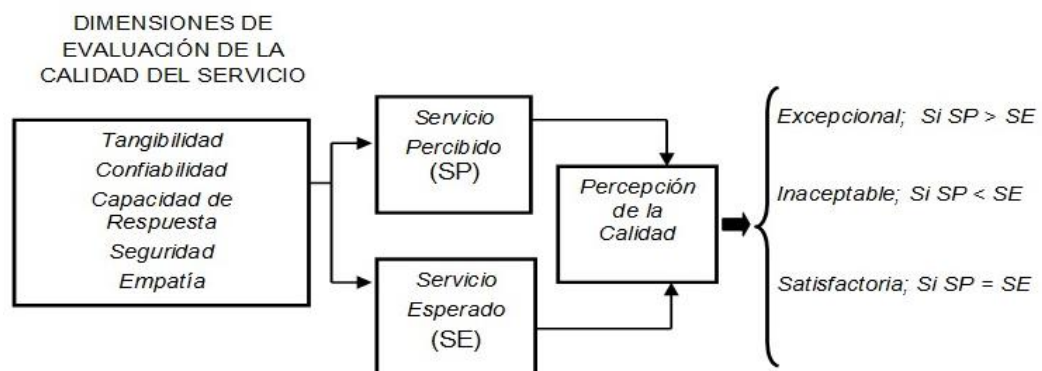 DIMENSIONES DE
EVALUACIÓN DE LA
CALIDAD DEL SERVICIO
Tangibilidad
Confiabilidad
Capacidad de
Respuesta
Seguridad
Empatía
Servicio
Percibido
(SP)
Servicio
Esperado
(SE)
Percepción
de la
Calidad
Excepcional; Si SP > SE
Inaceptable; Si SP < SE
Satisfactoria; Si SP = SE